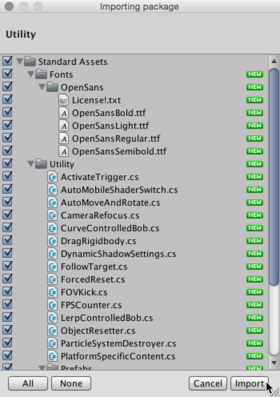 Importing package
Utility
Standard Assets NEW
Fonts NEW
OpenSans NEW
License!.txt NEW
OpenSansBold.ttf NEW
OpenSansLight.ttf NEW
OpenSansRegular.ttf NEW
OpenSansSemibold.ttf NEW
Utility NEW
ActivateTrigger.cs NEW
AutoMobileShaderSwitch.cs NEW
AutoMoveAndRotate.cs NEW
CameraRefocus.cs NEW
CurveControlledBob.cs NEW
DragRigidbody.cs NEW
DynamicShadowSettings.cs NEW
FollowTarget.cs NEW
ForcedReset.cs NEW
FOVKick.cs NEW
FPSCounter.cs NEW
LerpControlledBob.cs NEW
ObjectResetter.cs NEW
ParticleSystemDestroyer.cs NEW
PlatformSpecificContent.cs NEW
Prefabs NEW
All None Cancel Import